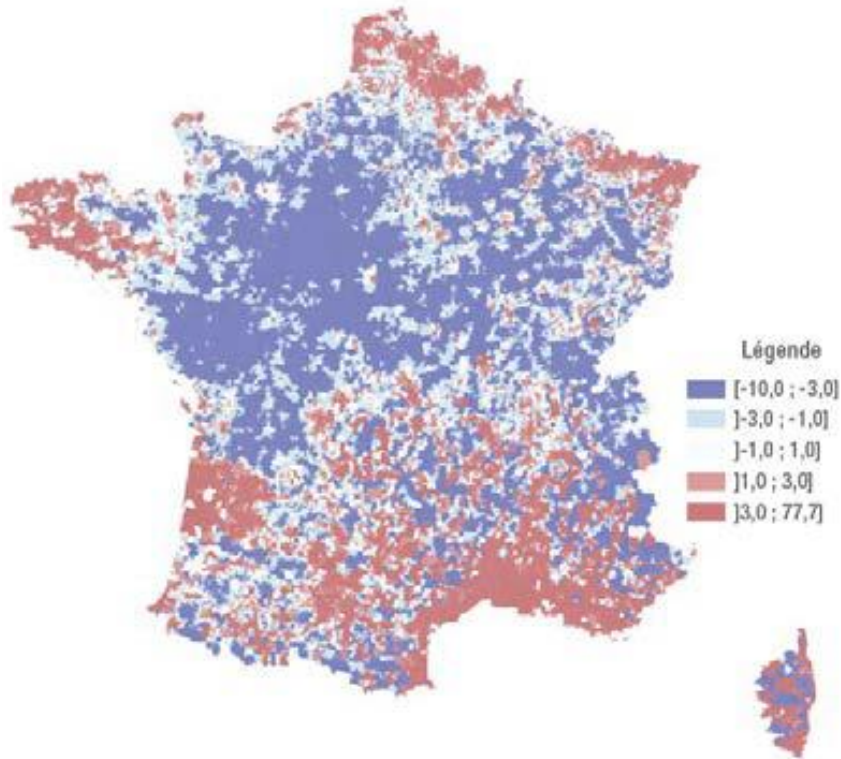 Légende
[-10,0 ; -3,0]
]-3,0 ; -1,0]
]-1,0 ; 1,0]
]1,0 ; 3,0]
]3,0 ; 77,7]